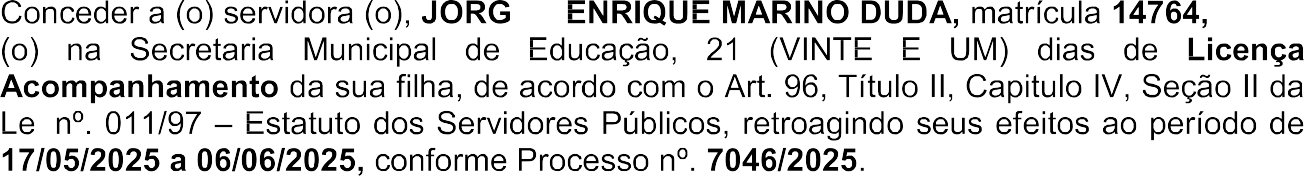 Conceder a (o) servidora (o), JORG ENRIQUE MARINO DUDA, matrícula 14764,
(o) na Secretaria Municipal de Educação, 21 (VINTE E UM) dias de Licença
Acompanhamento da sua filha, de acordo com o Art. 96, Título II, Capitulo IV, Seção II da
Le nº. 011/97 – Estatuto dos Servidores Públicos, retroagindo seus efeitos ao período de
17/05/2025 a 06/06/2025, conforme Processo nº. 7046/2025.